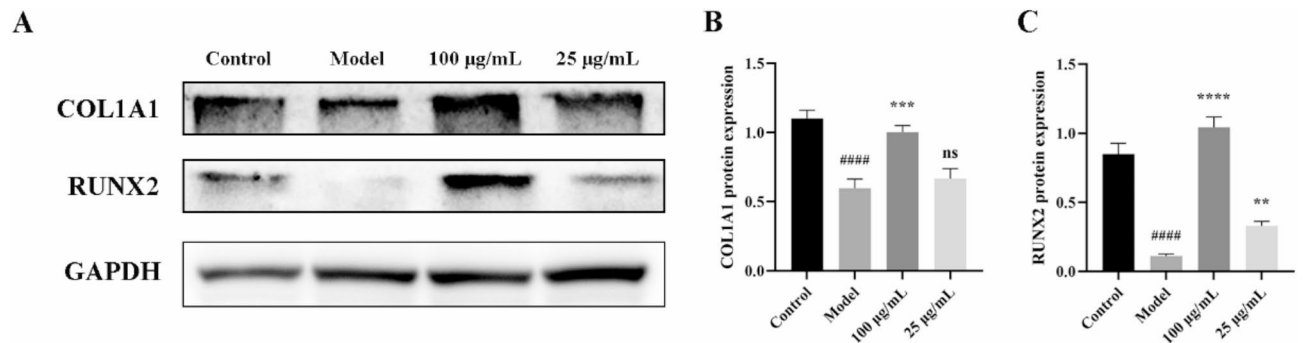 A
Control Model 100 µg/mL 25 µg/mL
COL1A1
RUNX2
GAPDH
B
COL1A1 protein expression
1.5
1.0
0.5
0.0
####
***
ns
Control
Model
100 µg/mL
25 µg/mL
C
RUNX2 protein expression
1.5
1.0
0.5
0.0
####
****
**
Control
Model
100 µg/mL
25 µg/mL